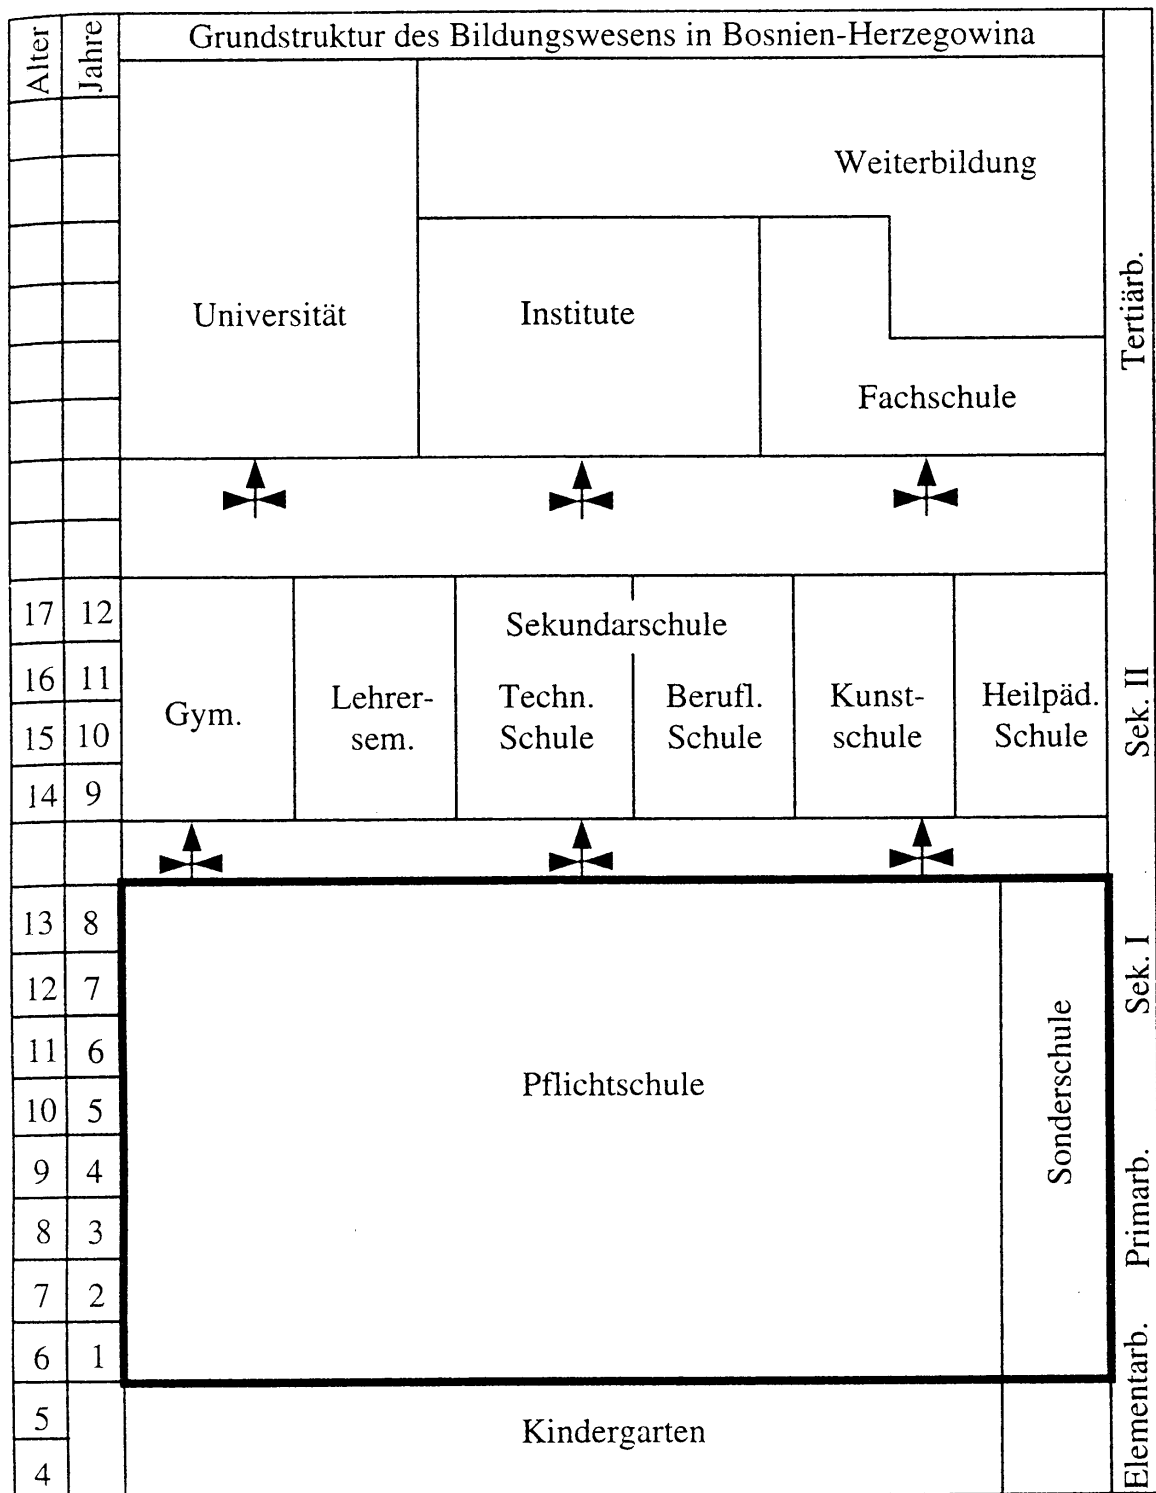 Alter
Jahre
Grundstruktur des Bildungswesens in Bosnien-Herzegowina
Weiterbildung
Universität
Institute
Fachschule
Tertiärb.
17 12
16 11
15 10
14 9
Sekundarschule
Gym.
Lehrer-
sem.
Techn.
Schule
Berufl.
Schule
Kunst-
schule
Heilpäd.
Schule
Sek. II
13 8
12 7
11 6
10 5
9 4
8 3
7 2
6 1
5
4
Pflichtschule
Sonderschule
Sek. I
Primarb.
Kindergarten
Elementarb.